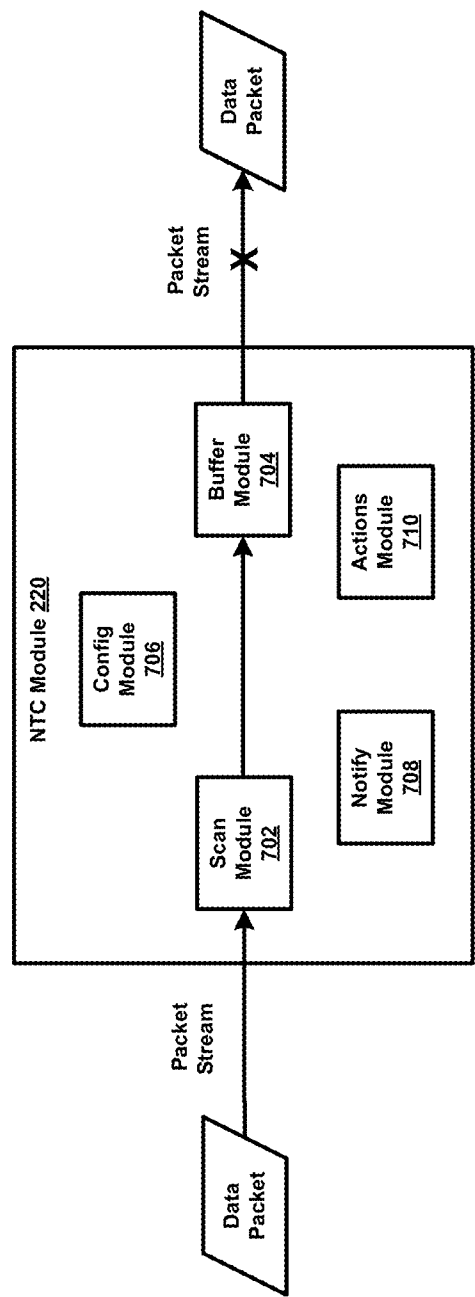 NTC Module 220
Data
Packet
Packet
Stream
Scan
Module
702
Config
Module
706
Buffer
Module
704
Notify
Module
708
Actions
Module
710
Packet
Stream
X
Data
Packet